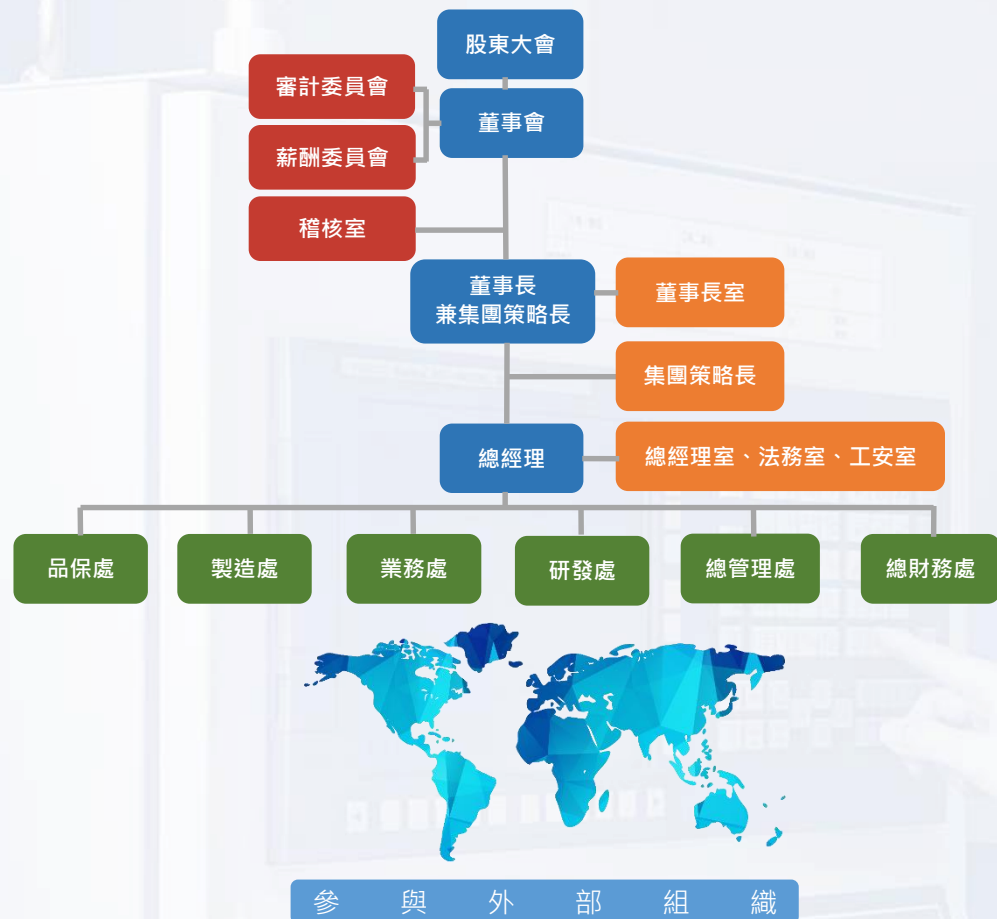 股東大會
審計委員會
董事會
薪酬委員會
稽核室
董事長
兼集團策略長
董事長室
集團策略長
總經理
總經理室、法務室、工安室
品保處
製造處
業務處
研發處
總管理處
總財務處
參與外部組織